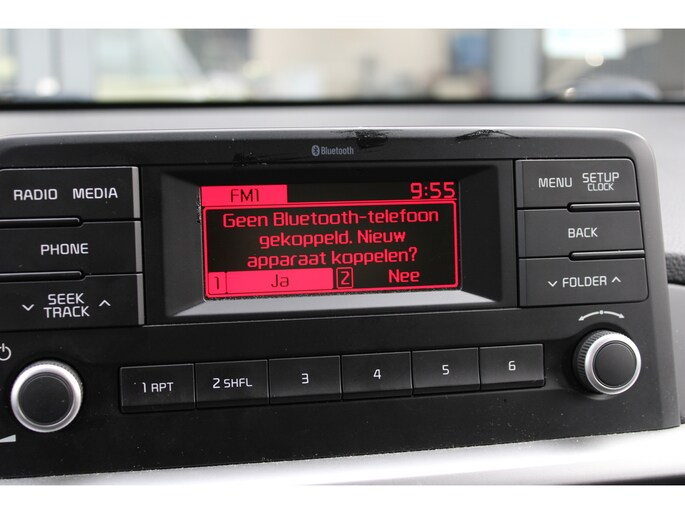 Bluetooth
RADIO MEDIA
PHONE
SEEK
TRACK
FM1 9:55
Geen Bluetooth-telefoon
gekoppeld. Nieuw
apparaat koppelen?
1 Ja 2 Nee
MENU SETUP
CLOCK
BACK
FOLDER
1 RPT 2 SHFL 3 4 5 6